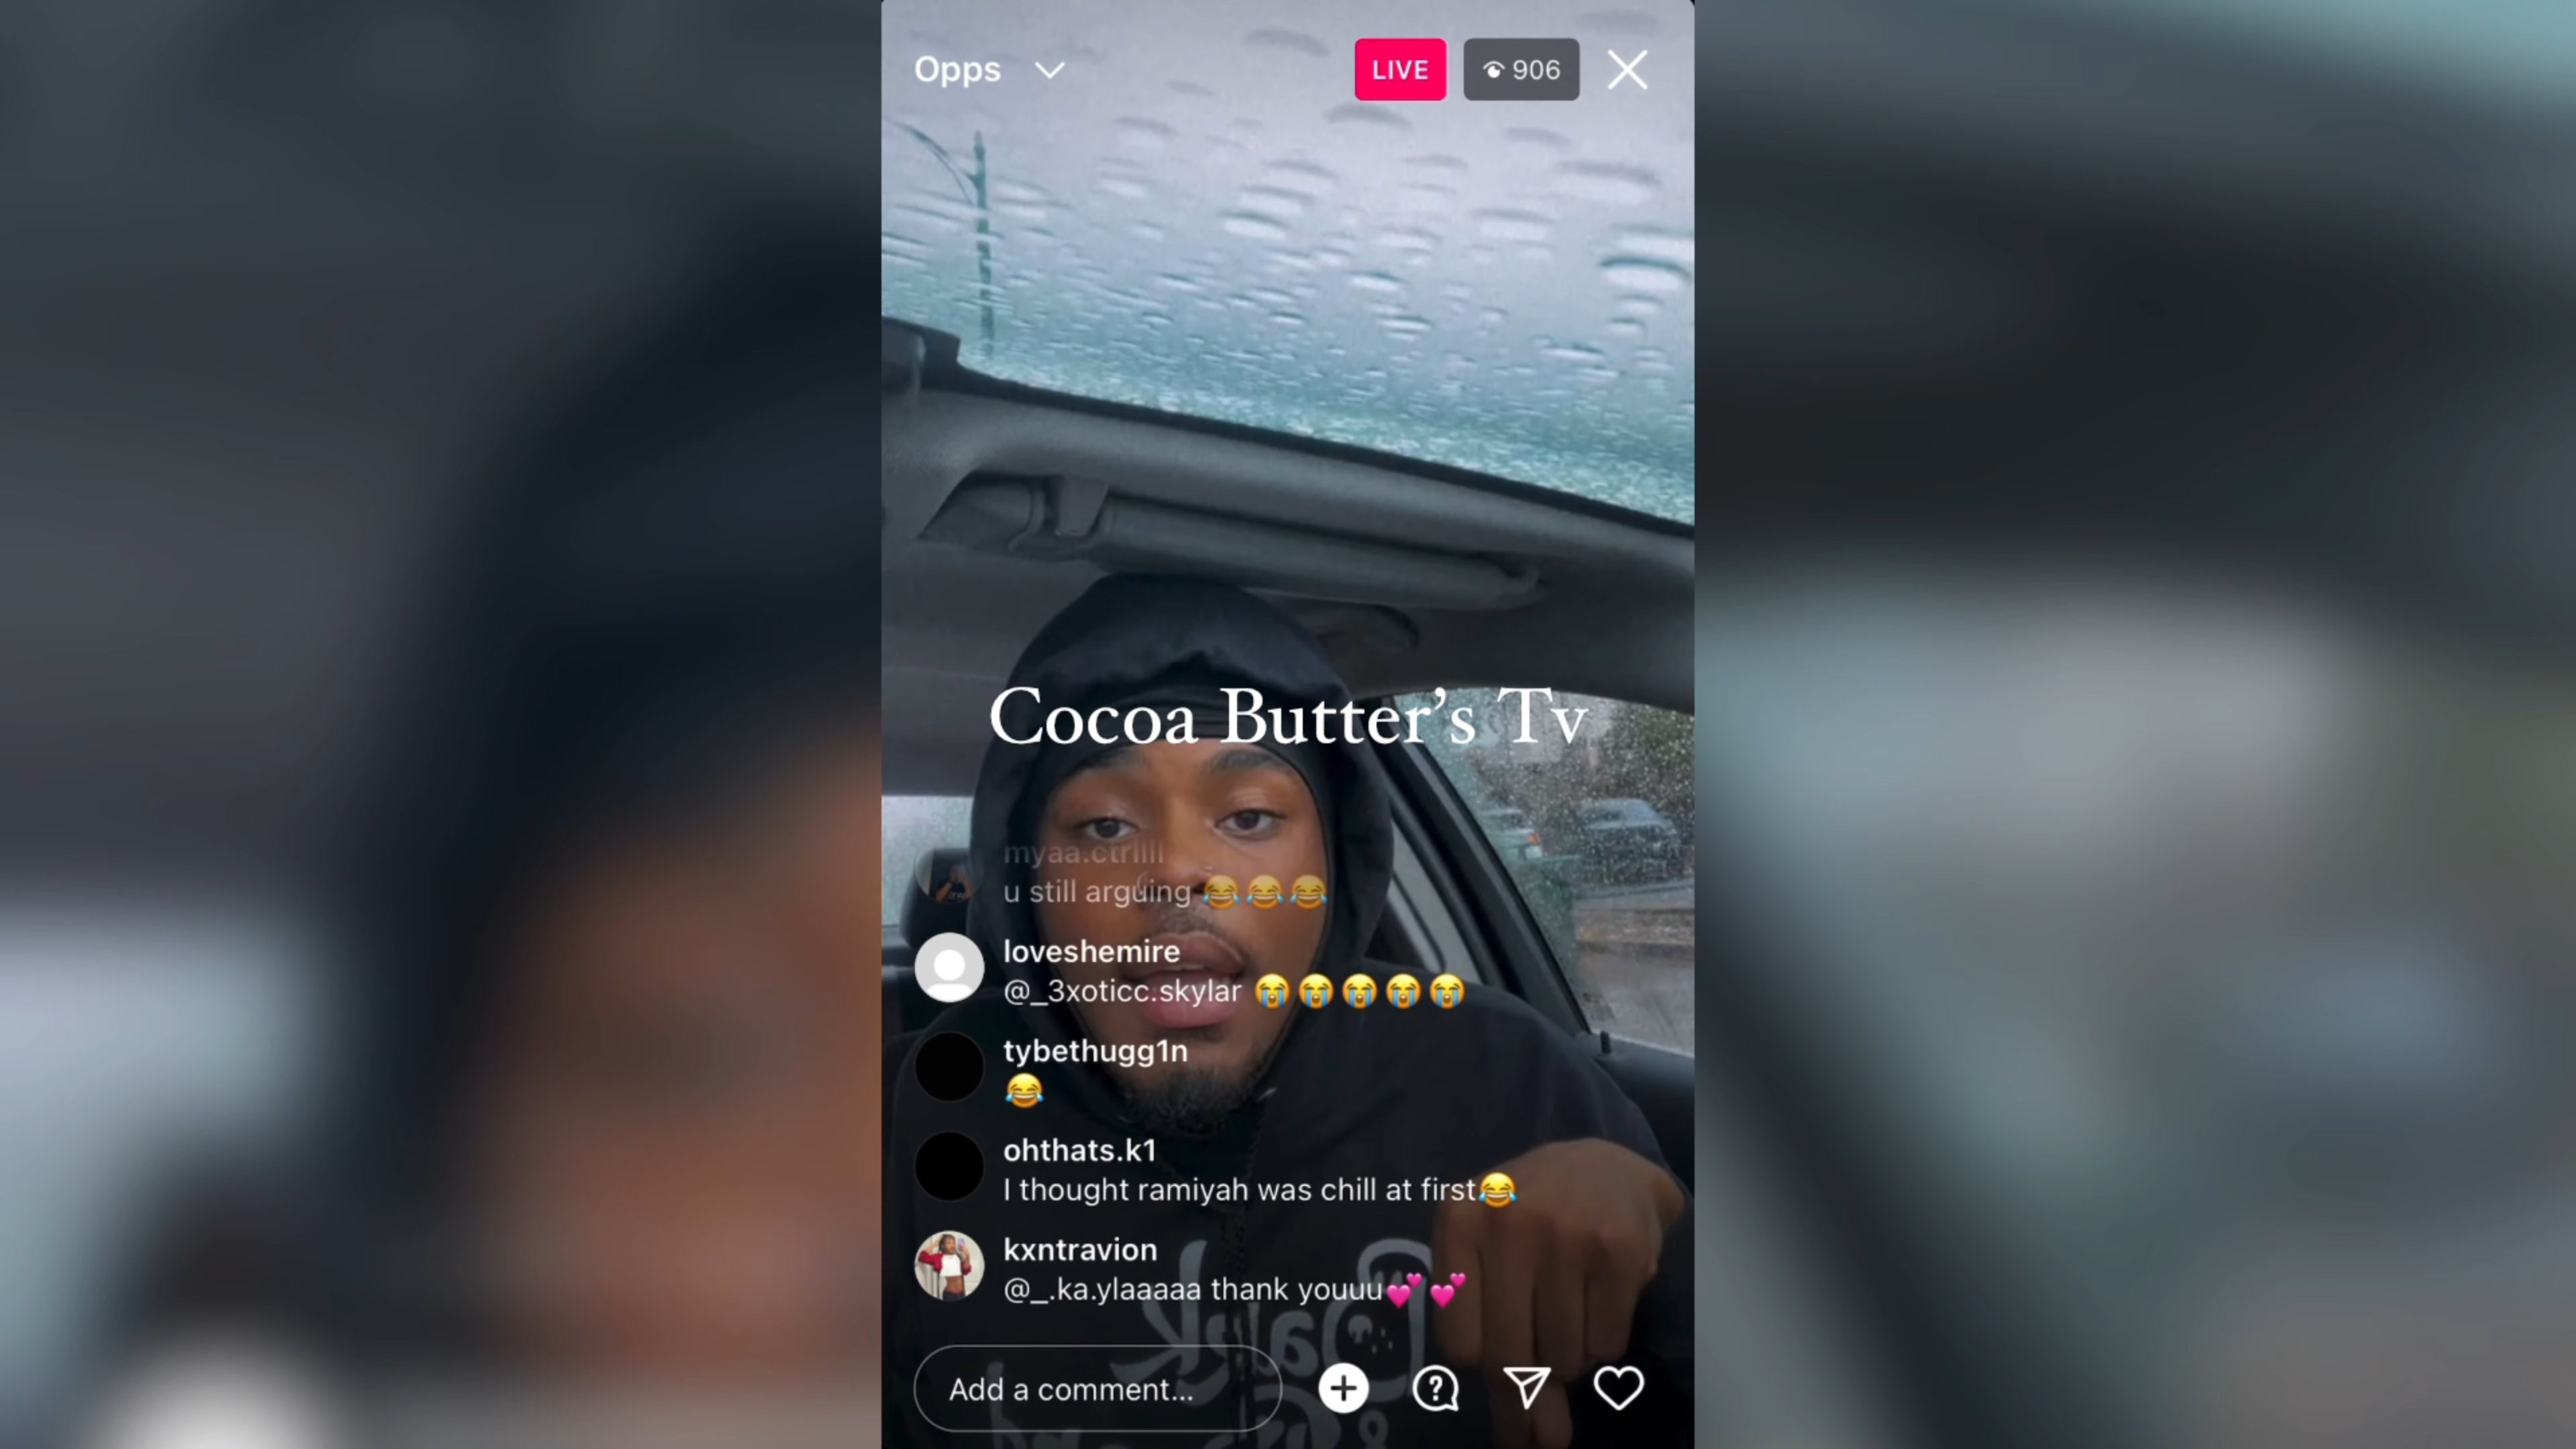 Opps
LIVE
906
Cocoa Butter’s Tv
myaa.ctrllll
u still arguing 😂😂😂
loveshemire
@_3xoticc.skylar 😭😭😭😭😭
tybethugg1n
😂
ohthats.k1
I thought ramiyah was chill at first😂
kxntravion
@_.ka.ylaaaaa thank youuu💕💕
Add a comment...